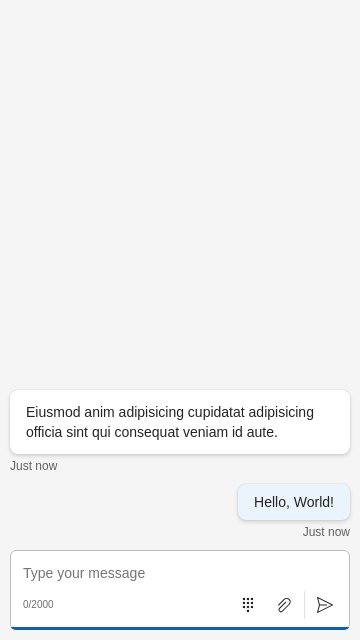 Eiusmod anim adipisicing cupidatat adipisicing
officia sint qui consequat veniam id aute.
Just now
Hello, World!
Just now
Type your message
0/2000